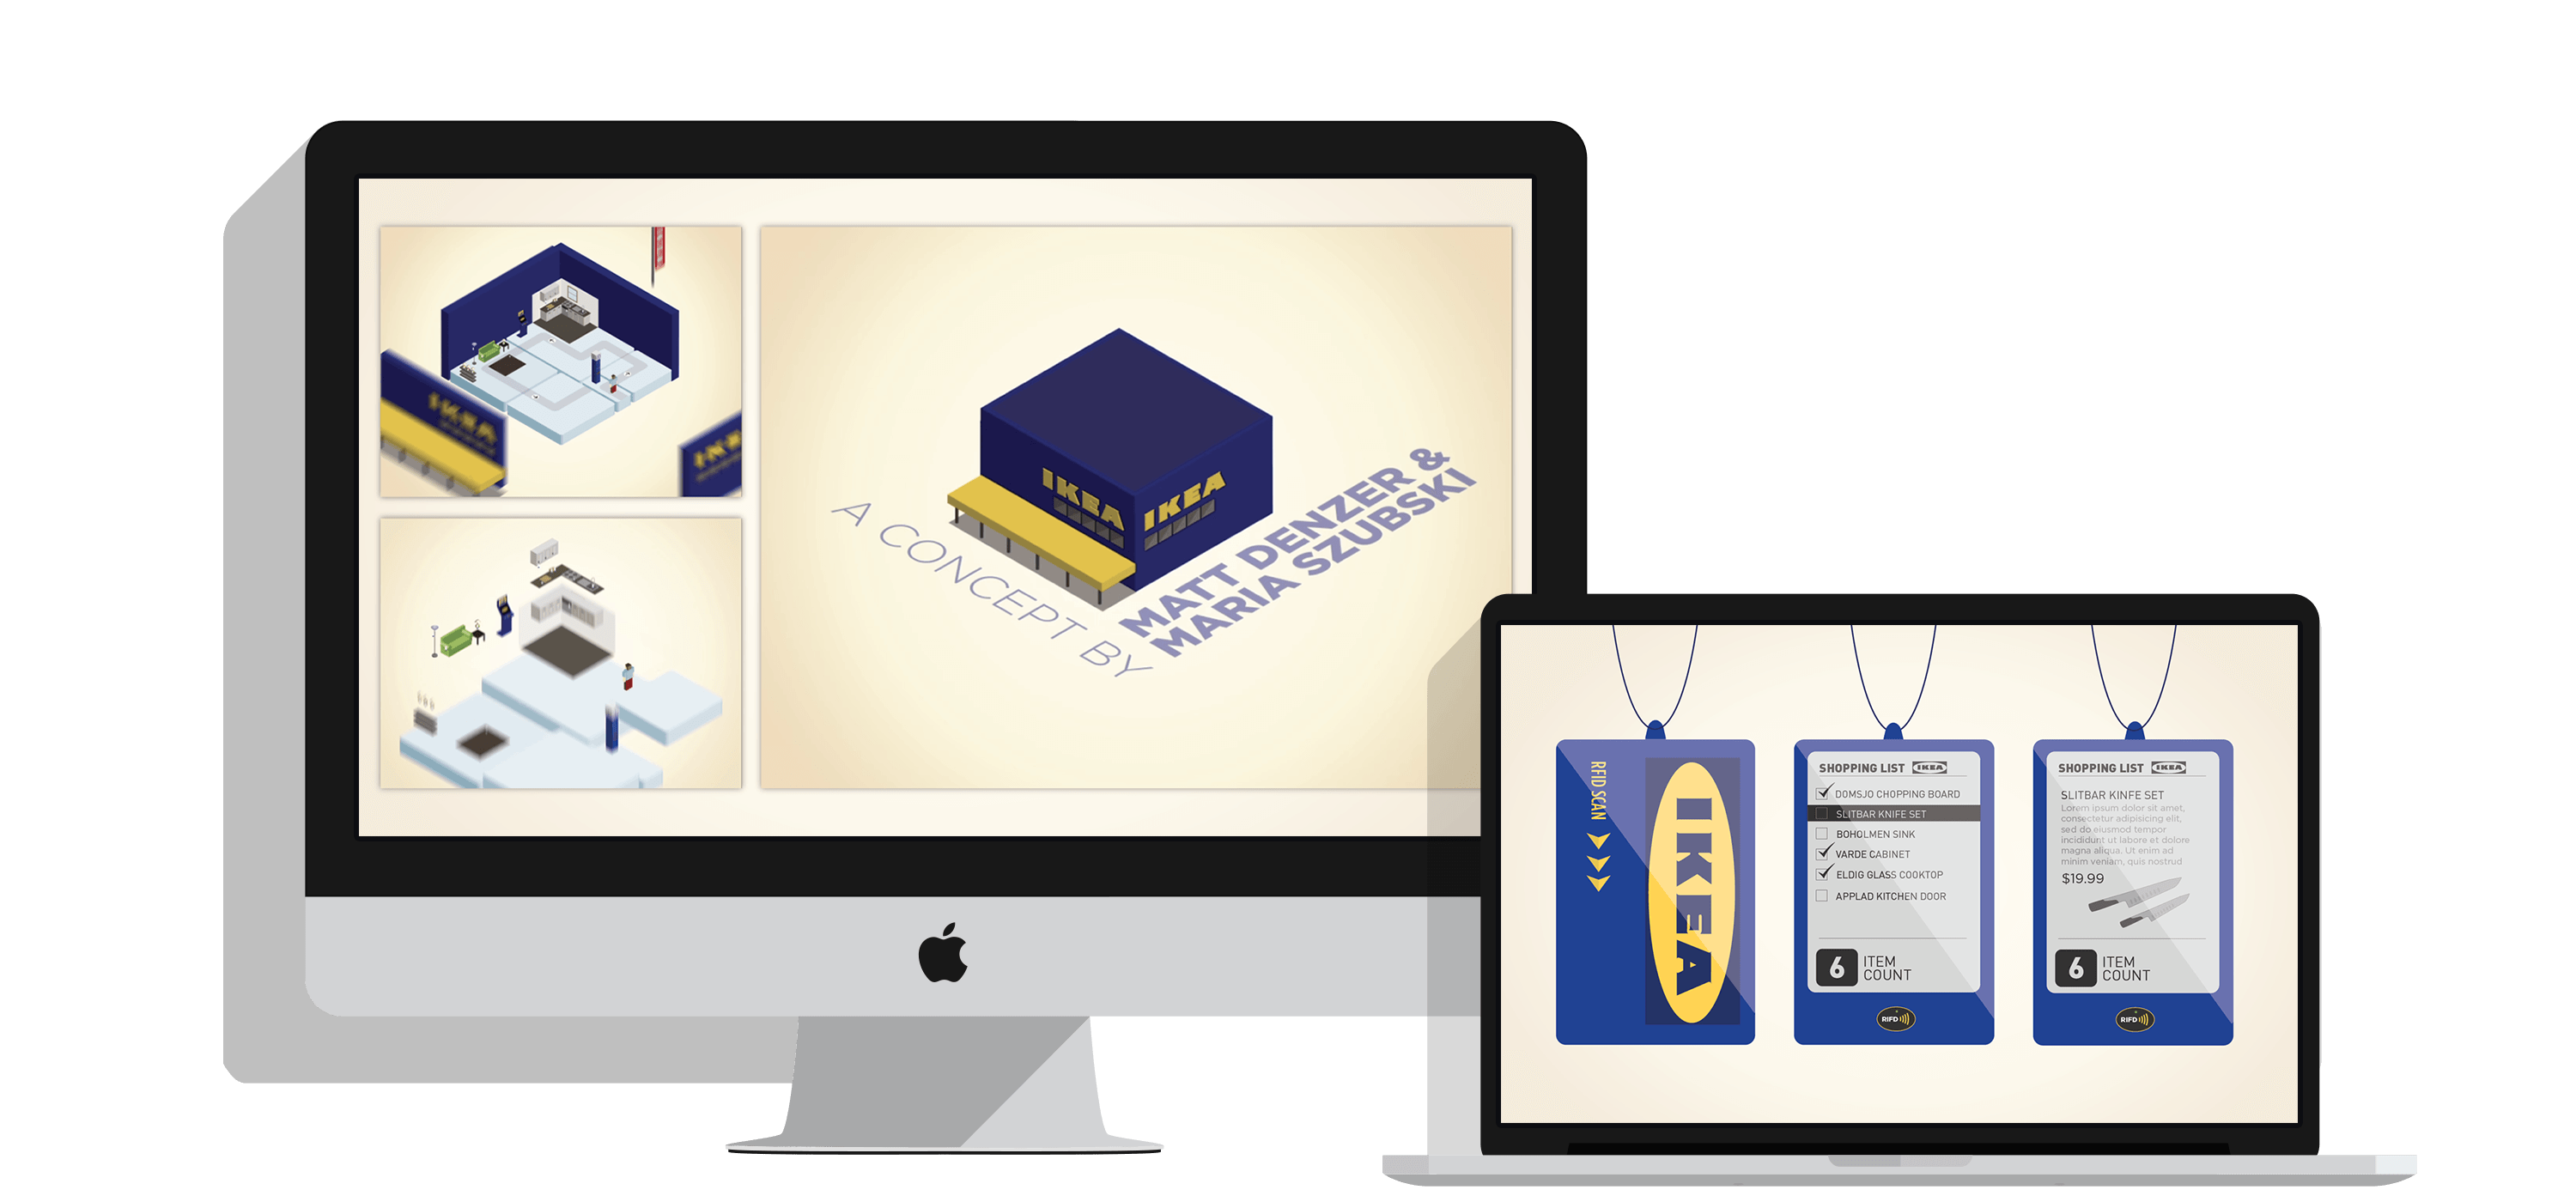 IKEA
IKE
IKEA
IKEA
A CONCEPT BY
MATT DENZER &
MARIA SZUBSKI
RFID SCAN
IKEA
SHOPPING LIST IKEA
DOMSJO CHOPPING BOARD
SLITBAR KNIFE SET
BOHOLMEN SINK
VARDE CABINET
ELDIG GLASS COOKTOP
APPLAD KITCHEN DOOR
6 ITEM
COUNT
RIFD
SHOPPING LIST IKEA
SLITBAR KINFE SET
Lorem ipsum dolor sit amet,
consectetur adipisicing elit,
sed do eiusmod tempor
incididunt ut labore et dolore
magna aliqua. Ut enim ad
minim veniam, quis nostrud
$19.99
6 ITEM
COUNT
RIFD